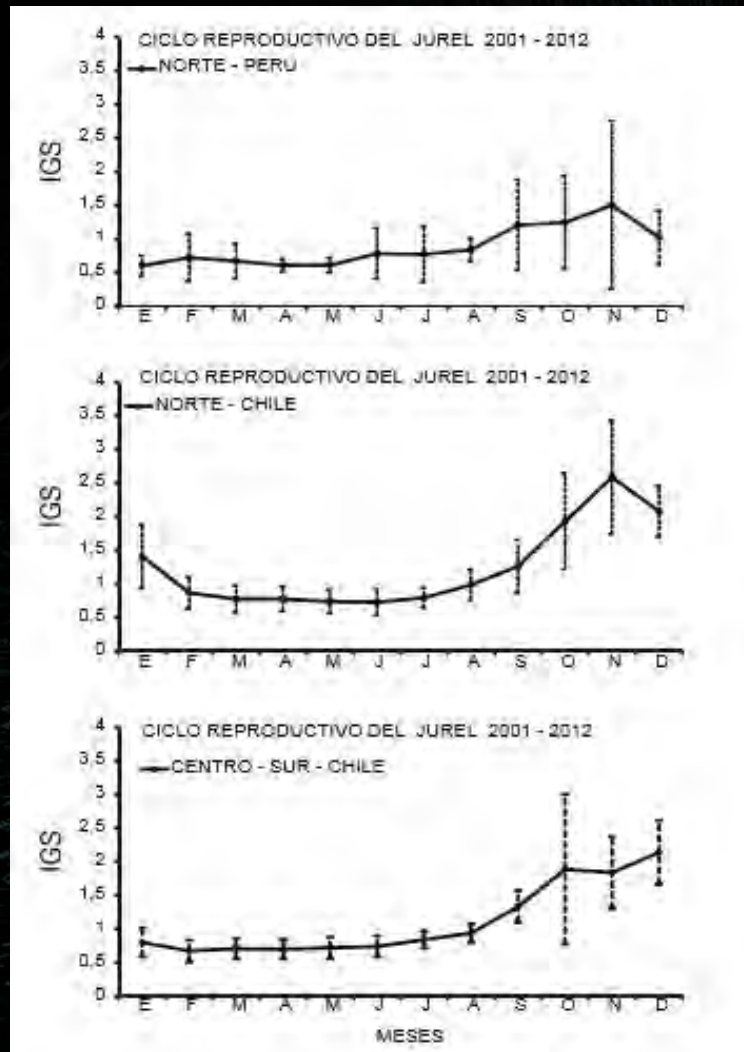 CICLO REPRODUCTIVO DEL JUREL 2001 - 2012
NORTE - PERU
IGS
4
3,5
3
2,5
2
1,5
1
0,5
0
E F M A M J J A S O N D
CICLO REPRODUCTIVO DEL JUREL 2001 - 2012
NORTE - CHILE
IGS
4
3,5
3
2,5
2
1,5
1
0,5
0
E F M A M J J A S O N D
CICLO REPRODUCTIVO DEL JUREL 2001 - 2012
CENTRO - SUR - CHILE
IGS
4
3,5
3
2,5
2
1,5
1
0,5
0
E F M A M J J A S O N D
MESES